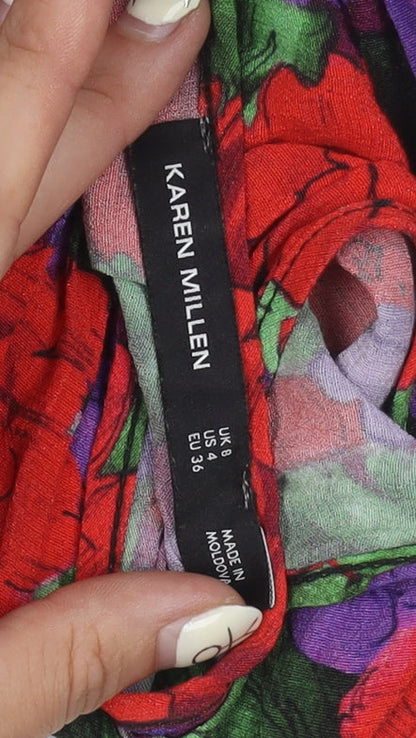 KAREN MILLEN
UK 8
US 4
EU 36
MADE IN
MOLDOVA